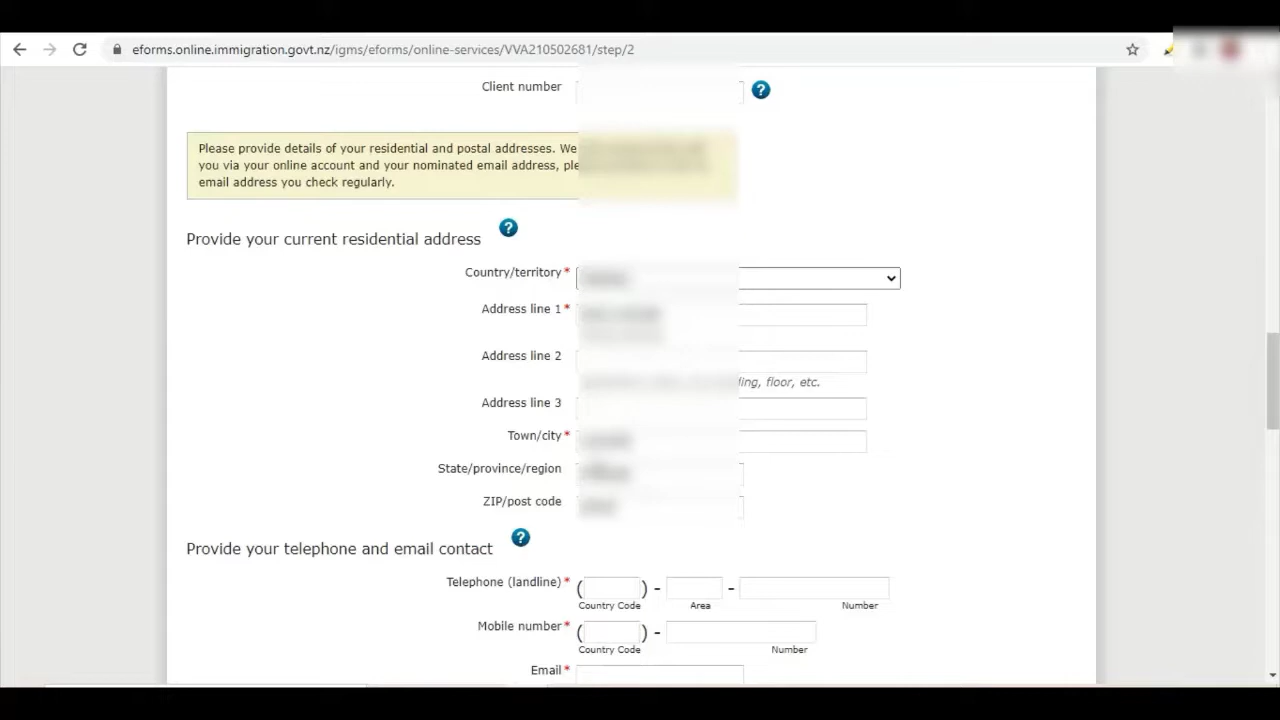 eforms.online.immigration.govt.nz/igms/eforms/online-services/VVA210502681/step/2
Client number
?
Please provide details of your residential and postal addresses. We
you via your online account and your nominated email address,
email address you check regularly.
Provide your current residential address ?
Country/territory *
Address line 1 *
Address line 2
floor, etc.
Address line 3
Town/city *
State/province/region
ZIP/post code
Provide your telephone and email contact ?
Telephone (landline) * ( ) - -
Country Code Area Number
Mobile number * ( ) -
Country Code Number
Email *